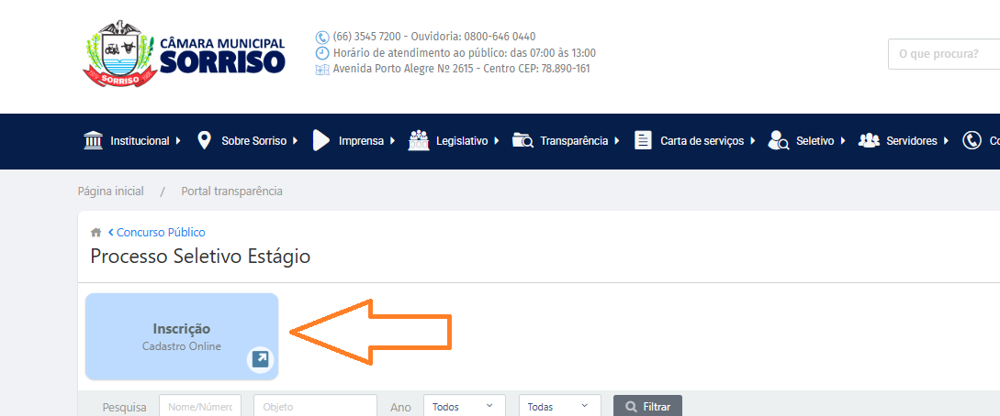 CÂMARA MUNICIPAL
SORRISO
SORRISO
(66) 3545 7200 - Ouvidoria: 0800-646 0440
Horário de atendimento ao público: das 07:00 às 13:00
Avenida Porto Alegre Nº 2615 - Centro CEP: 78.890-161
O que procura?
Institucional
Sobre Sorriso
Imprensa
Legislativo
Transparência
Carta de serviços
Seletivo
Servidores
Página inicial / Portal transparência
Concurso Público
Processo Seletivo Estágio
Inscrição
Cadastro Online
Pesquisa Nome/Número Objeto Ano Todos Todas Filtrar